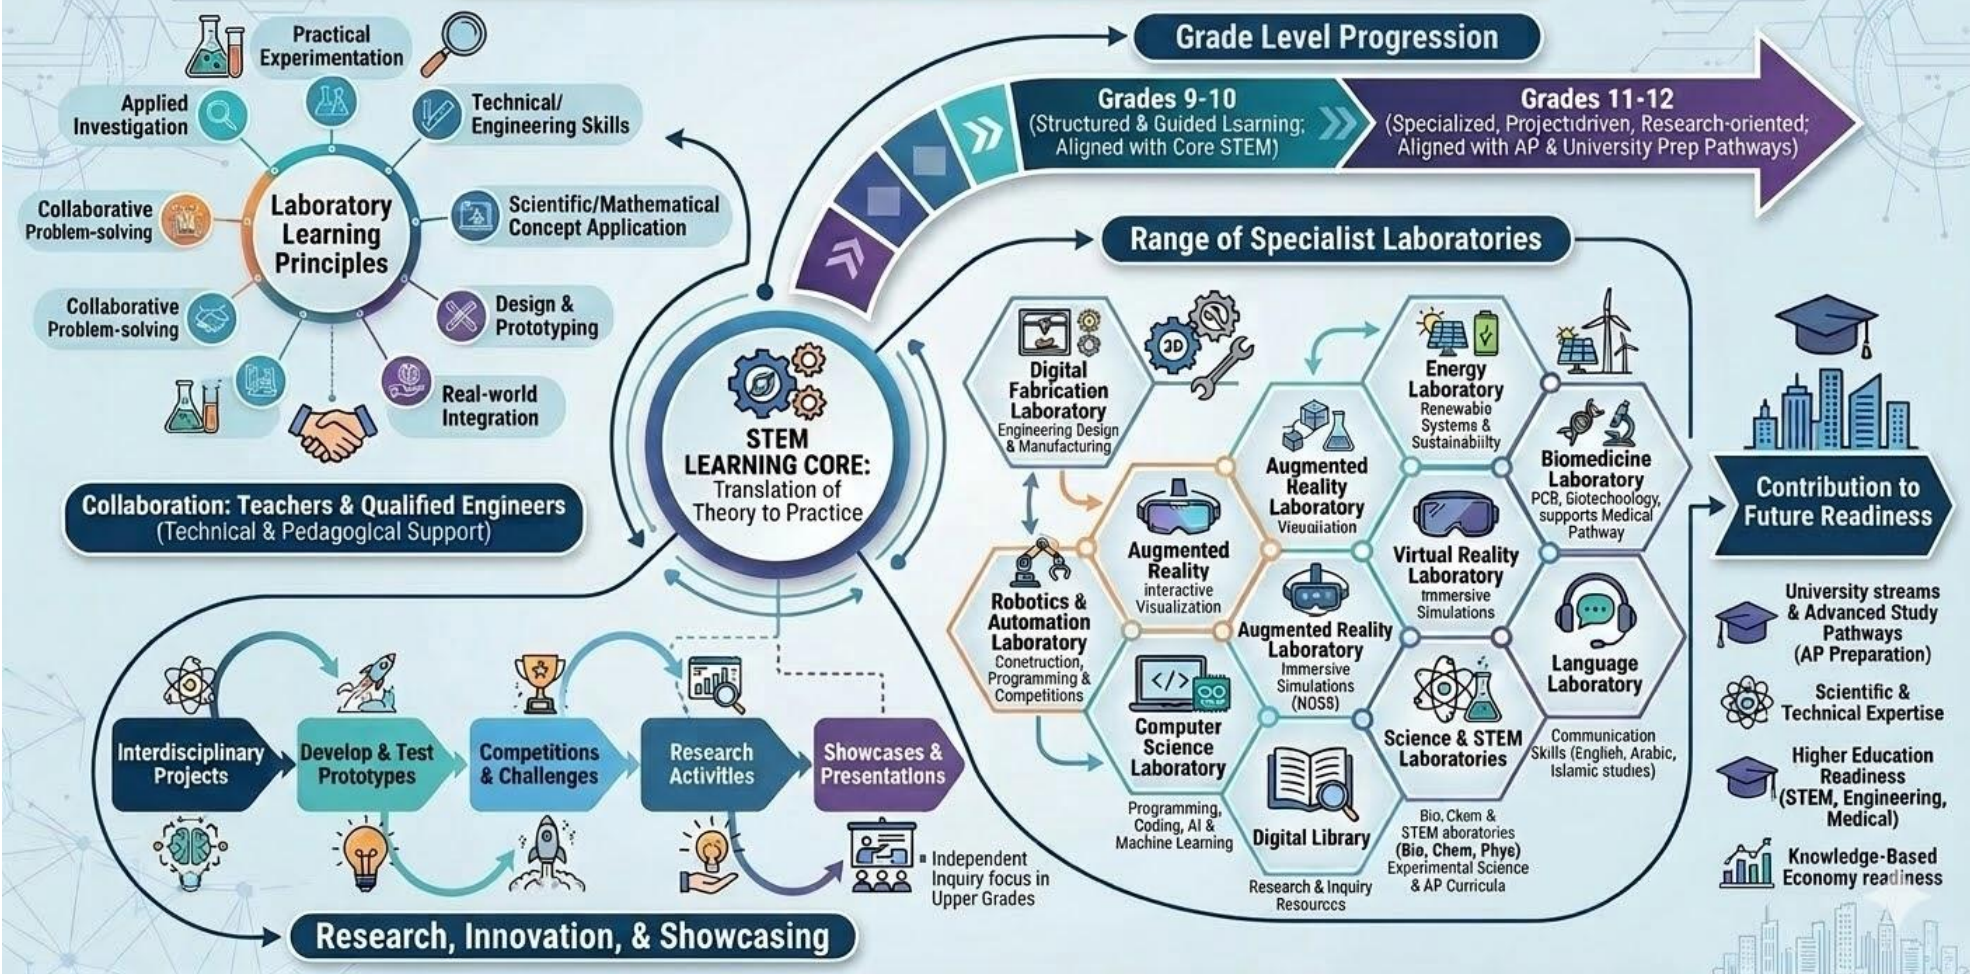 Practical
Experimentation
Applied
Investigation
Technical/
Engineering Skills
Laboratory
Learning
Principles
Collaborative
Problem-solving
Scientific/Mathematical
Concept Application
Collaborative
Problem-solving
Design &
Prototyping
Real-world
Integration
Collaboration: Teachers & Qualified Engineers
(Technical & Pedagogical Support)
Grade Level Progression
Grades 9-10
(Structured & Guided Lsarning;
Aligned with Core STEM)
Grades 11-12
(Specialized, Projectıdriven, Research-oriented;
Aligned with AP & University Prep Pathways)
STEM
LEARNING CORE:
Translation of
Theory to Practice
Range of Specialist Laboratories
Digital
Fabrication
Laboratory
Engineering Design
& Manufacturing
3D
Energy
Laboratory
Renewabio
Systems &
Sustainabiilty
Augmented
Reality
Laboratory
Vieuaiiation
Biomedicine
Laboratory
PCB, Giotechoology,
supports Medical
Pathway
Augmented
Reality
interactive
Visualization
Virtual Reality
Laboratory
Immersive
Simulations
Robotics &
Automation
Laboratory
Conetruction,
Programming &
Competitions
Augmented Reality
Laboratory
Immersive
Simulations
(NOS8)
Language
Laboratory
Communication
Skills (Englieh, Arabic,
Islamic studies)
</>
Computer
Science
Laboratory
Programming,
Coding, AI &
Machine Learning
Digital Library
Research & Inquiry
Resourccs
Science & STEM
Laboratories
Bio, Ckem &
STEM aboratories
(Bio, Chem, Phye)
Experimental Science
& AP Curricula
Contribution to
Future Readiness
University streams
& Advanced Study
Pathways
(AP Preparation)
Scientific &
Technical Expertise
Higher Education
Readiness
(STEM, Engineering,
Medical)
Knowledge-Based
Economy readiness
Interdisciplinary
Projects
Develop & Test
Prototypes
Competitions
& Challenges
Research
Activitles
Showcases &
Presentations
Independent
Inquiry focus in
Upper Grades
Research, Innovation, & Showcasing